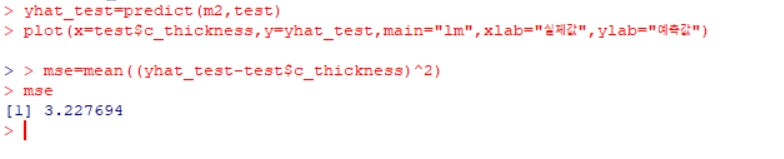 > yhat_test=predict(m2,test)
> plot(x=test$c_thickness,y=yhat_test,main="lm",xlab="실제값",ylab="예측값")
> > mse=mean((yhat_test-test$c_thickness)^2)
> mse
[1] 3.227694
>